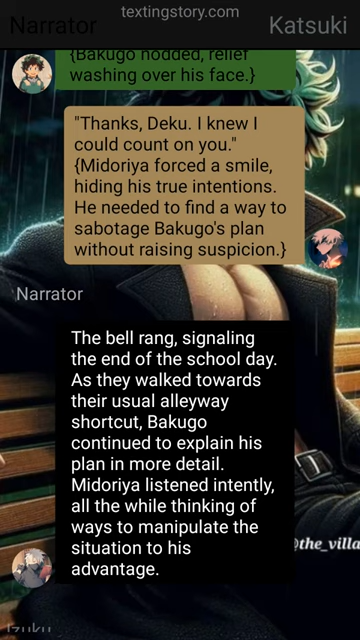 textingstory.com
Narrator
Katsuki
{Bakugo nodded, relief
washing over his face.}
"Thanks, Deku. I knew I
could count on you."
{Midoriya forced a smile,
hiding his true intentions.
He needed to find a way to
sabotage Bakugo's plan
without raising suspicion.}
Narrator
The bell rang, signaling
the end of the school day.
As they walked towards
their usual alleyway
shortcut, Bakugo
continued to explain his
plan in more detail.
Midoriya listened intently,
all the while thinking of
ways to manipulate the
situation to his
advantage.
@the_villa